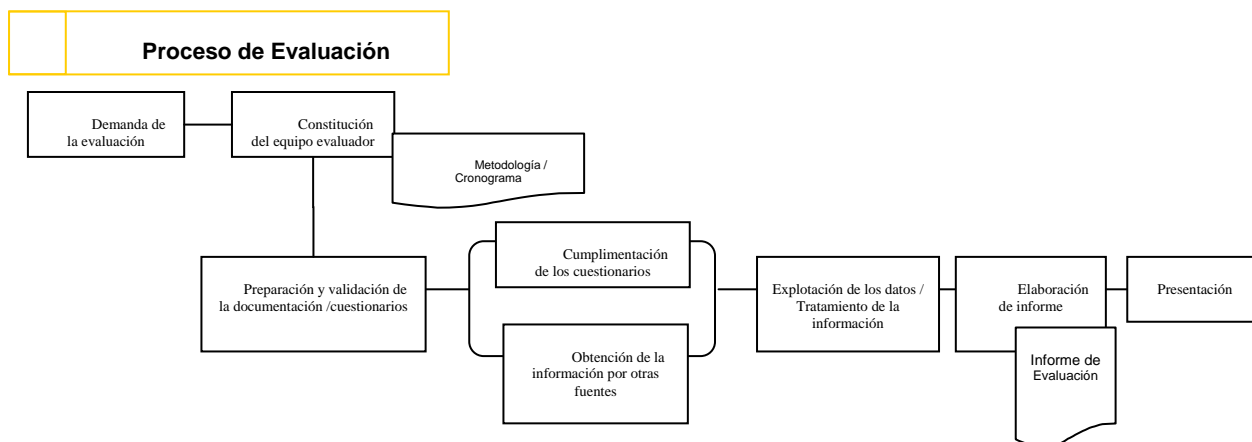 Proceso de Evaluación
Demanda de
la evaluación
Constitución
del equipo evaluador
Metodología /
Cronograma
Preparación y validación de
la documentación /cuestionarios
Cumplimentación
de los cuestionarios
Obtención de la
información por otras
fuentes
Explotación de los datos /
Tratamiento de la
información
Elaboración
de informe
Informe de
Evaluación
Presentación